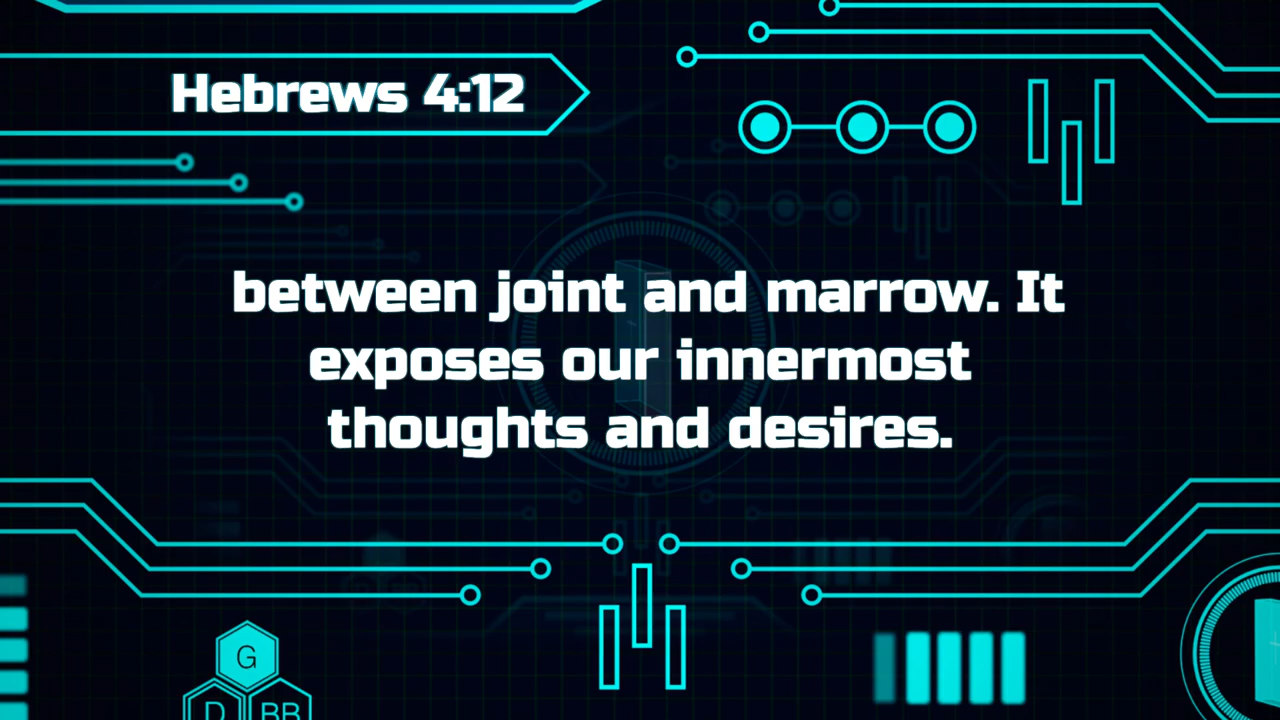 Hebrews 4:12
between joint and marrow. It
exposes our innermost
thoughts and desires.
G
D BB